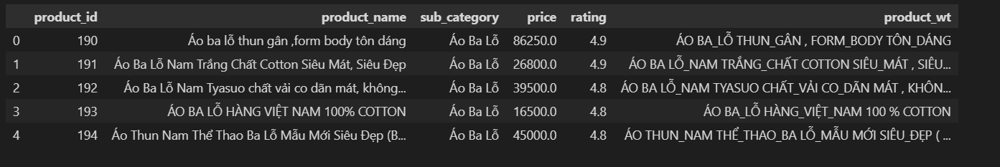 product_id product_name sub_category price rating product_wt
0 190 Áo ba lỗ thun gân ,form body tôn dáng Áo Ba Lỗ 86250.0 4.9 ÁO BA_LỖ THUN_GÂN , FORM_BODY TÔN_DÁNG
1 191 Áo Ba Lỗ Nam Trắng Chất Cotton Siêu Mát, Siêu Đẹp Áo Ba Lỗ 26800.0 4.9 ÁO BA LỖ_NAM TRẮNG_CHẤT COTTON SIÊU_MÁT , SIÊU...
2 192 Áo Ba Lỗ Nam Tyasuo chất vải co dãn mát, không... Áo Ba Lỗ 39500.0 4.8 ÁO BA LỖ_NAM TYASUO CHẤT_VẢI CO_DÃN MÁT , KHÔN...
3 193 ÁO BA LỖ HÀNG VIỆT NAM 100% COTTON Áo Ba Lỗ 16500.0 4.8 ÁO BA_LỖ HÀNG_VIỆT_NAM 100 % COTTON
4 194 Áo Thun Nam Thể Thao Ba Lỗ Mẫu Mới Siêu Đẹp (B... Áo Ba Lỗ 45000.0 4.8 ÁO THUN_NAM THỂ_THAO_BA LỖ_MẪU MỚI SIÊU_ĐẸP ( ...